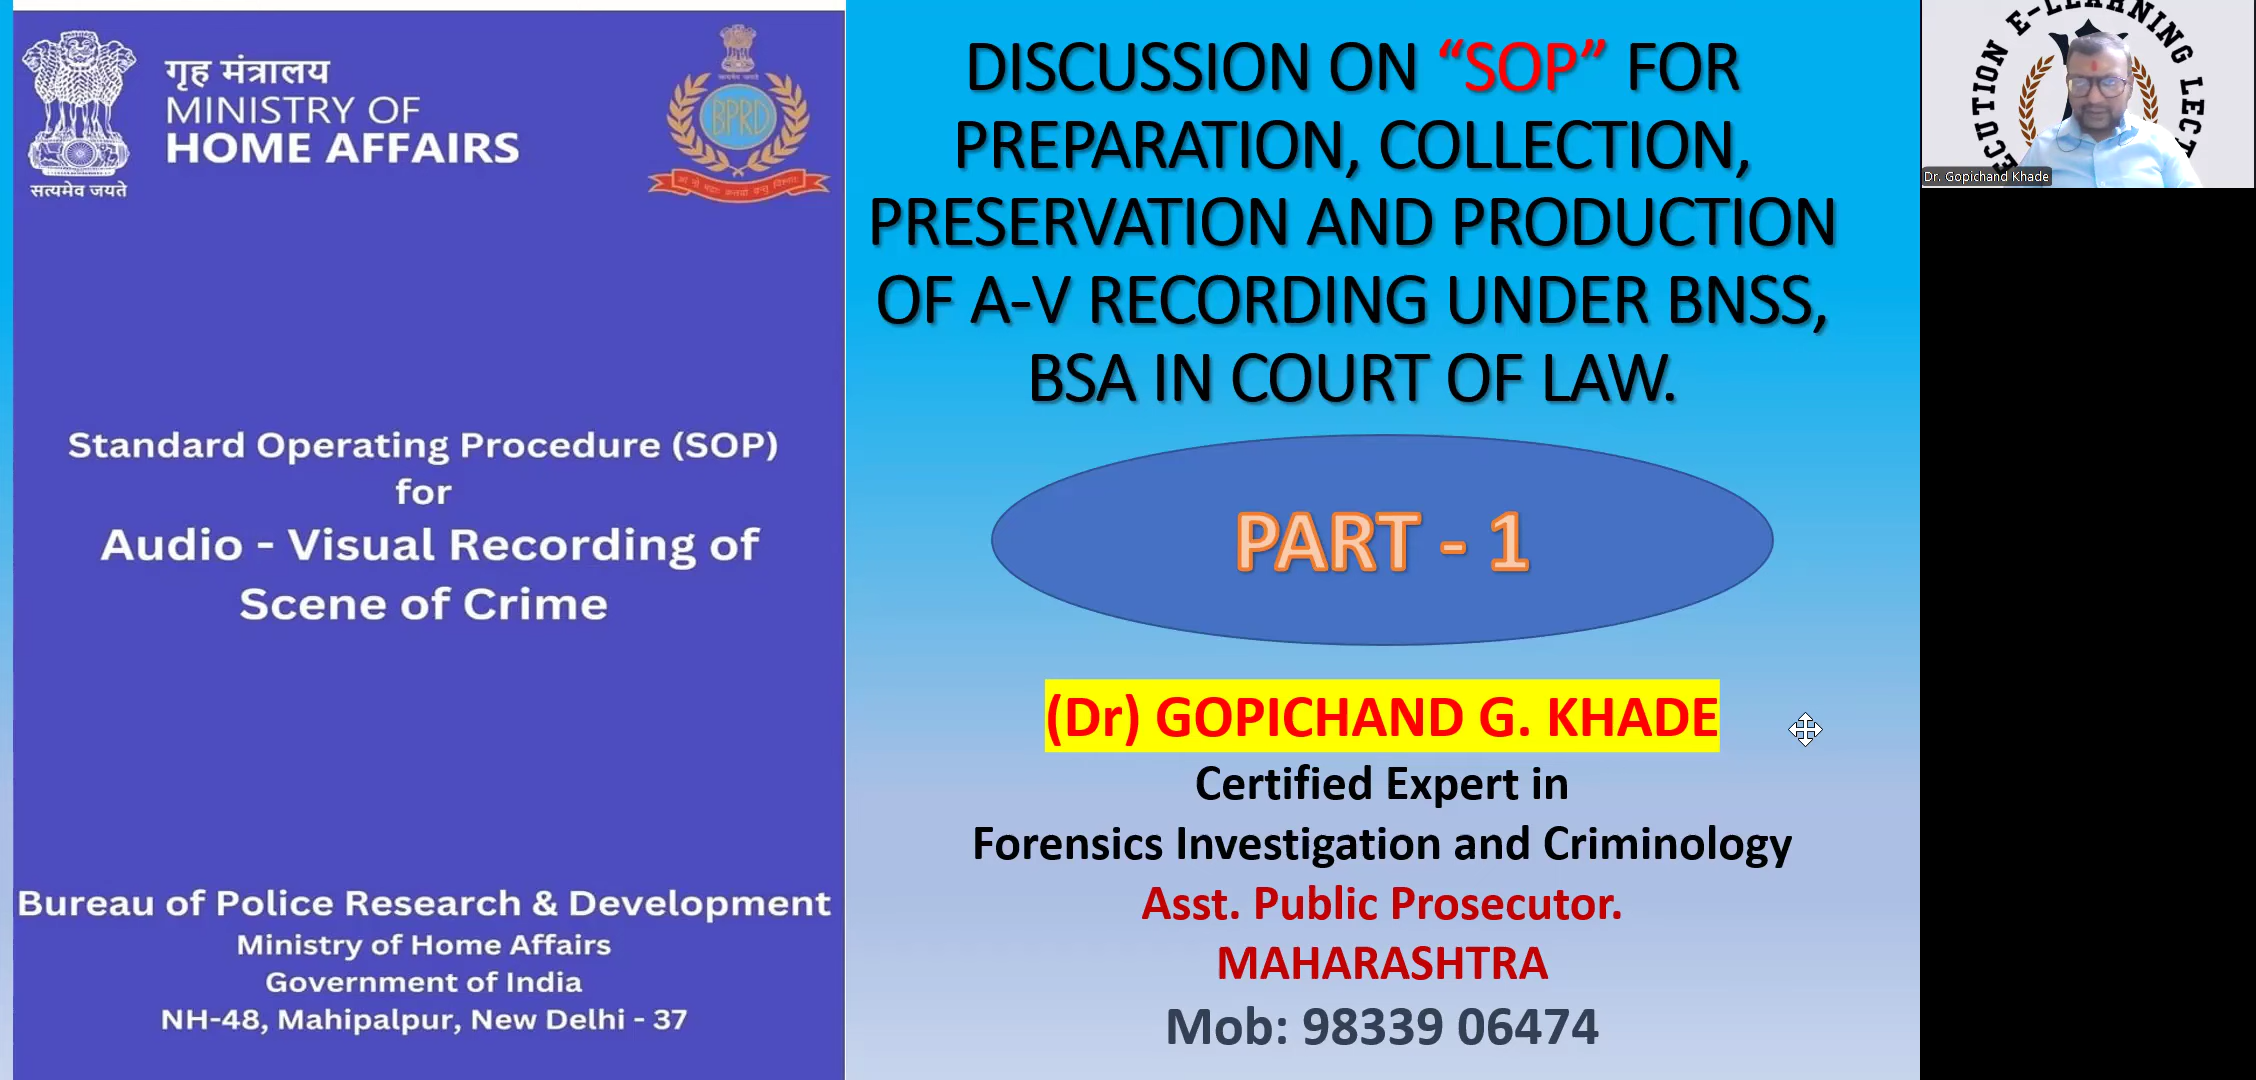 गृह मंत्रालय
MINISTRY OF
HOME AFFAIRS
सत्यमेव जयते
BPRD
Standard Operating Procedure (SOP)
for
Audio - Visual Recording of
Scene of Crime
Bureau of Police Research & Development
Ministry of Home Affairs
Government of India
NH-48, Mahipalpur, New Delhi - 37
DISCUSSION ON “SOP” FOR
PREPARATION, COLLECTION,
PRESERVATION AND PRODUCTION
OF A-V RECORDING UNDER BNSS,
BSA IN COURT OF LAW.
PART - 1
(Dr) GOPICHAND G. KHADE
Certified Expert in
Forensics Investigation and Criminology
Asst. Public Prosecutor.
MAHARASHTRA
Mob: 98339 06474
ECUTION E-LEARNING LECT
Dr. Gopichand Khade